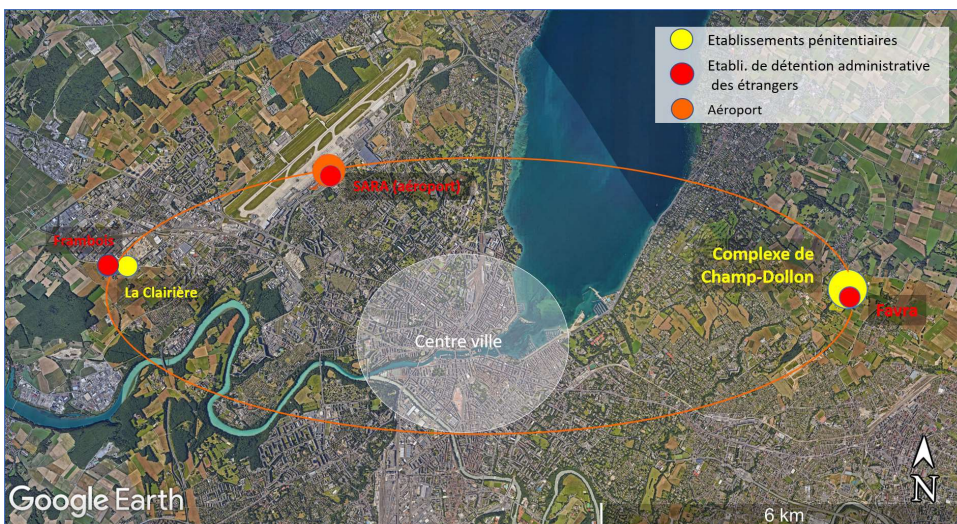 Etablissements pénitentiaires
Etabli. de détention administrative
des étrangers
Aéroport
SARA (aéroport)
Frambois
La Clairière
Complexe de
Champ-Dollon
Favra
Centre ville
N
Google Earth
6 km